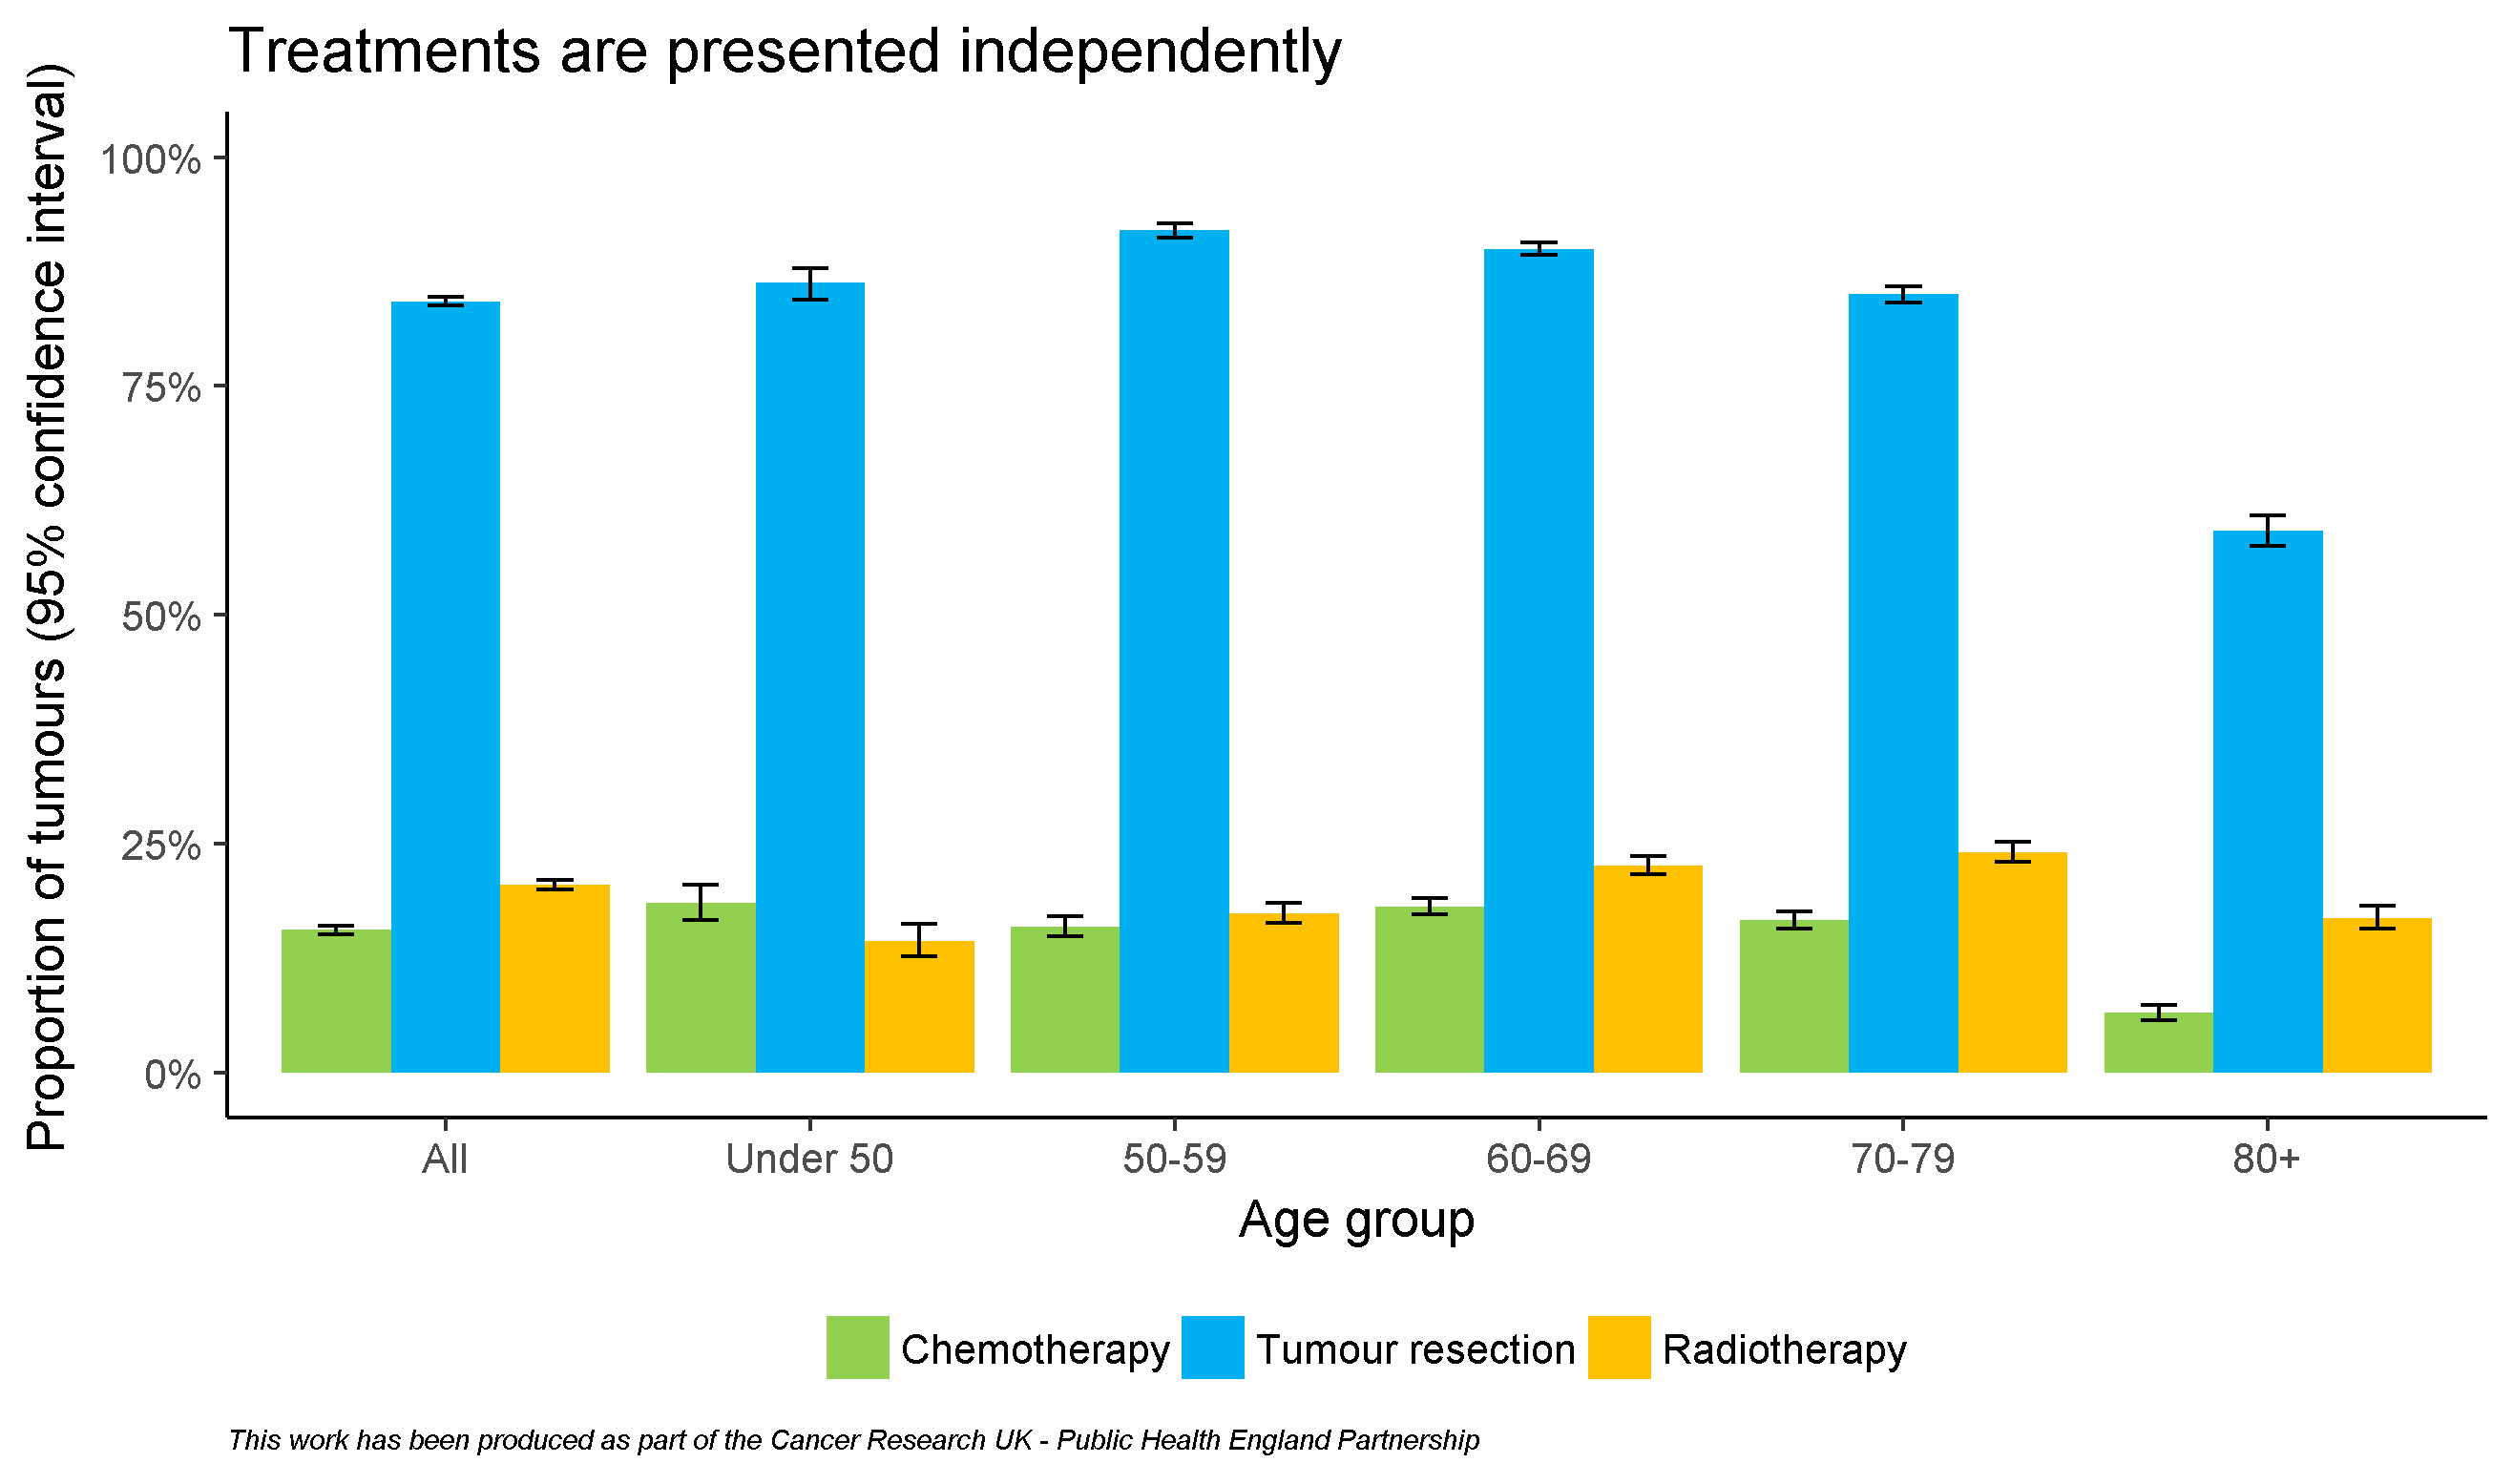 Treatments are presented independently
Proportion of tumours (95% confidence interval)
100%
75%
50%
25%
0%
All
Under 50
50-59
60-69
70-79
80+
Age group
Chemotherapy
Tumour resection
Radiotherapy
This work has been produced as part of the Cancer Research UK - Public Health England Partnership